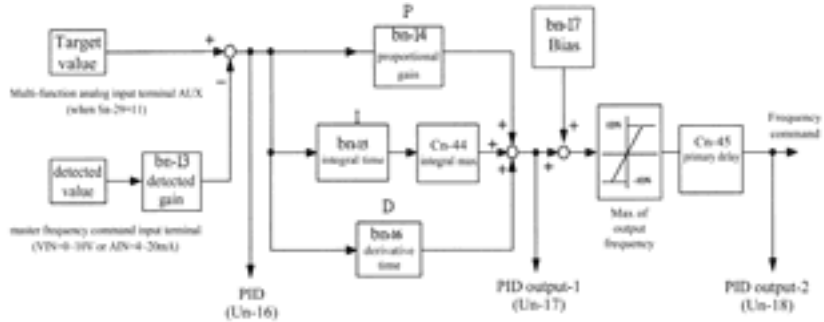 P
bn-14
proportional
gain
bn-17
Bias
Target
value
+
−
Multi-function analog input terminal AUX
(when Sn-29=11)
I
bn-15
integral time
Cn-44
integral max
+
+
+
+
+
Cn-45
primary delay
Frequency
command
detected
value
bn-13
detected
gain
master frequency command input terminal
(VIN=0~10V or AIN=4~20mA)
D
bn-16
derivative
time
Max of
output
frequency
PID
(Un-16)
PID output-1
(Un-17)
PID output-2
(Un-18)